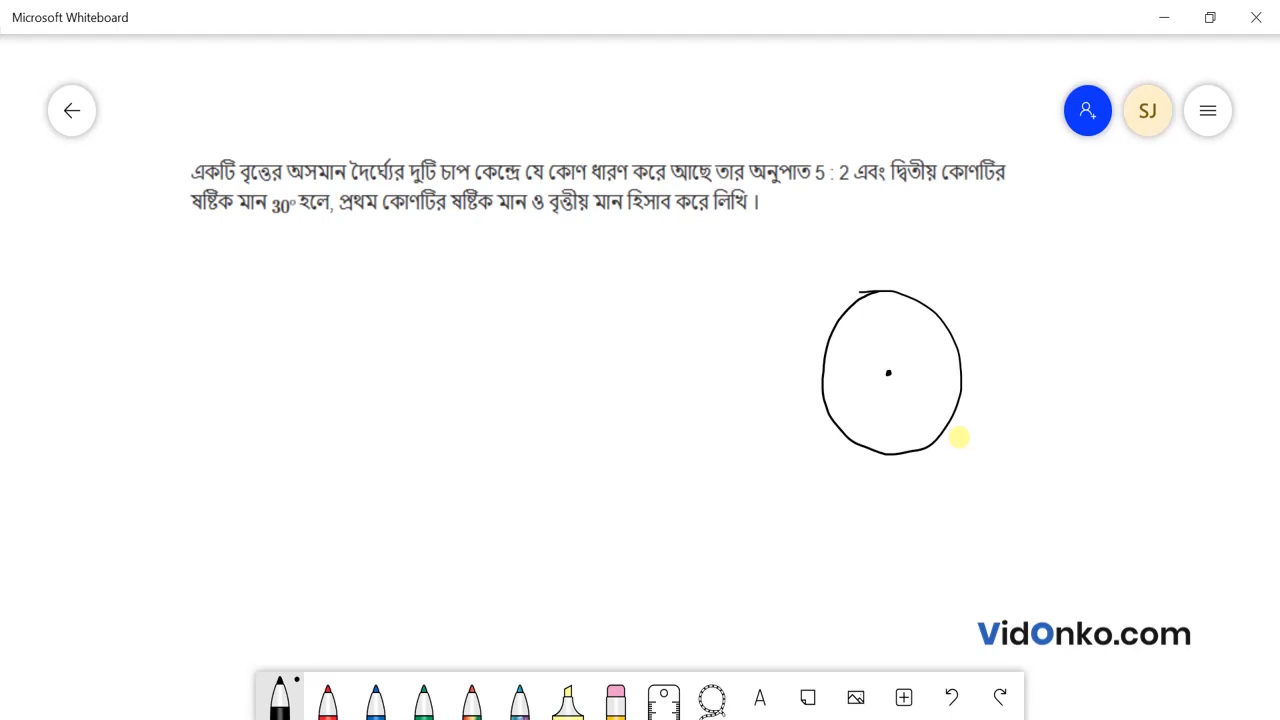 Microsoft Whiteboard
SJ
একটি বৃত্তের অসমান দৈর্ঘ্যের দুটি চাপ কেন্দ্রে যে কোণ ধারণ করে আছে তার অনুপাত 5 : 2 এবং দ্বিতীয় কোণটির
ষষ্টিক মান 30° হলে, প্রথম কোণটির ষষ্টিক মান ও বৃত্তীয় মান হিসাব করে লিখি ।
VidOnko.com